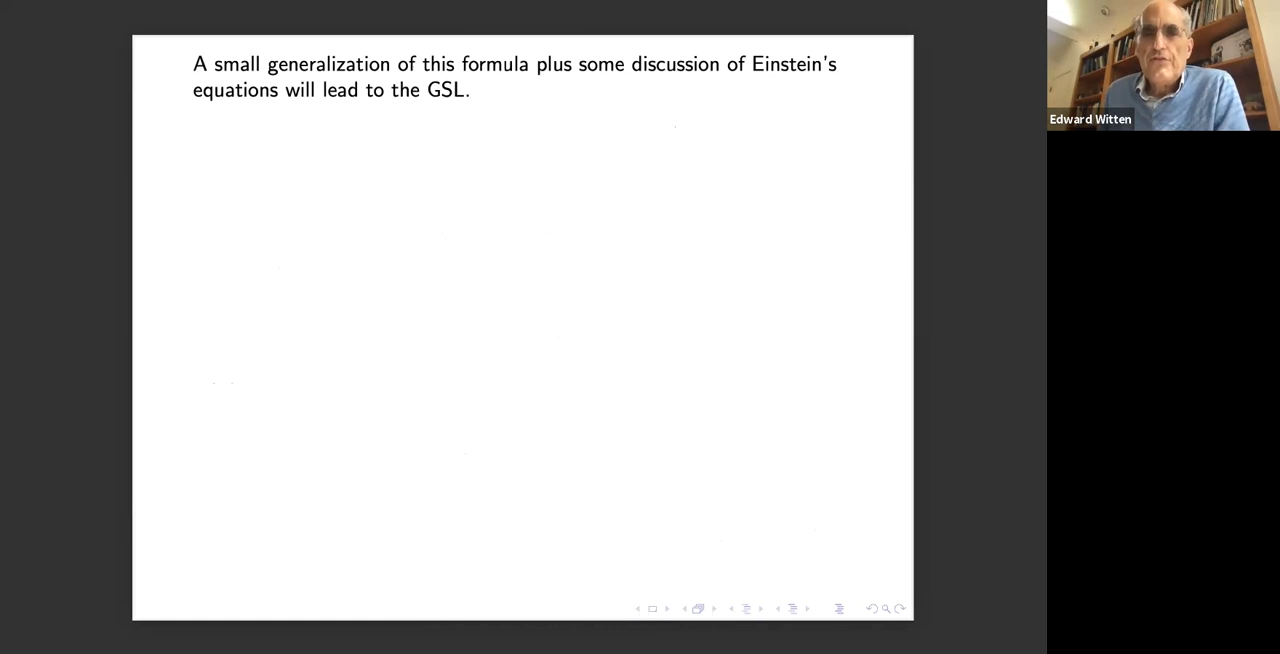 A small generalization of this formula plus some discussion of Einstein's
equations will lead to the GSL.
Edward Witten